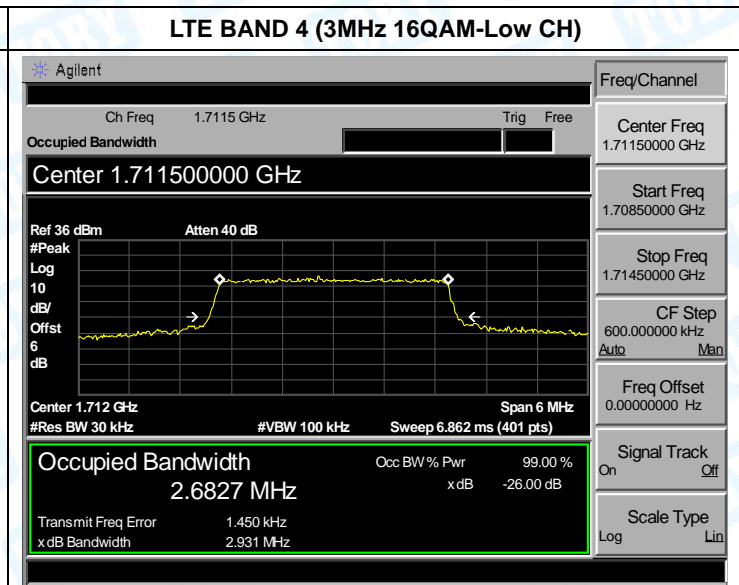 LTE BAND 4 (3MHz 16QAM-Low CH)
Agilent
Freq/Channel
Ch Freq 1.7115 GHz Trig Free
Occupied Bandwidth
Center 1.711500000 GHz
Center Freq
1.71150000 GHz
Start Freq
1.70850000 GHz
Stop Freq
1.71450000 GHz
CF Step
600.000000 kHz
Auto Man
Freq Offset
0.00000000 Hz
Signal Track
On Off
Scale Type
Log Lin
Ref 36 dBm Atten 40 dB
#Peak
Log
10
dB/
Offst
6
dB
Center 1.712 GHz Span 6 MHz
#Res BW 30 kHz #VBW 100 kHz Sweep 6.862 ms (401 pts)
Occupied Bandwidth Occ BW % Pwr 99.00 %
2.6827 MHz x dB -26.00 dB
Transmit Freq Error 1.450 kHz
x dB Bandwidth 2.931 MHz